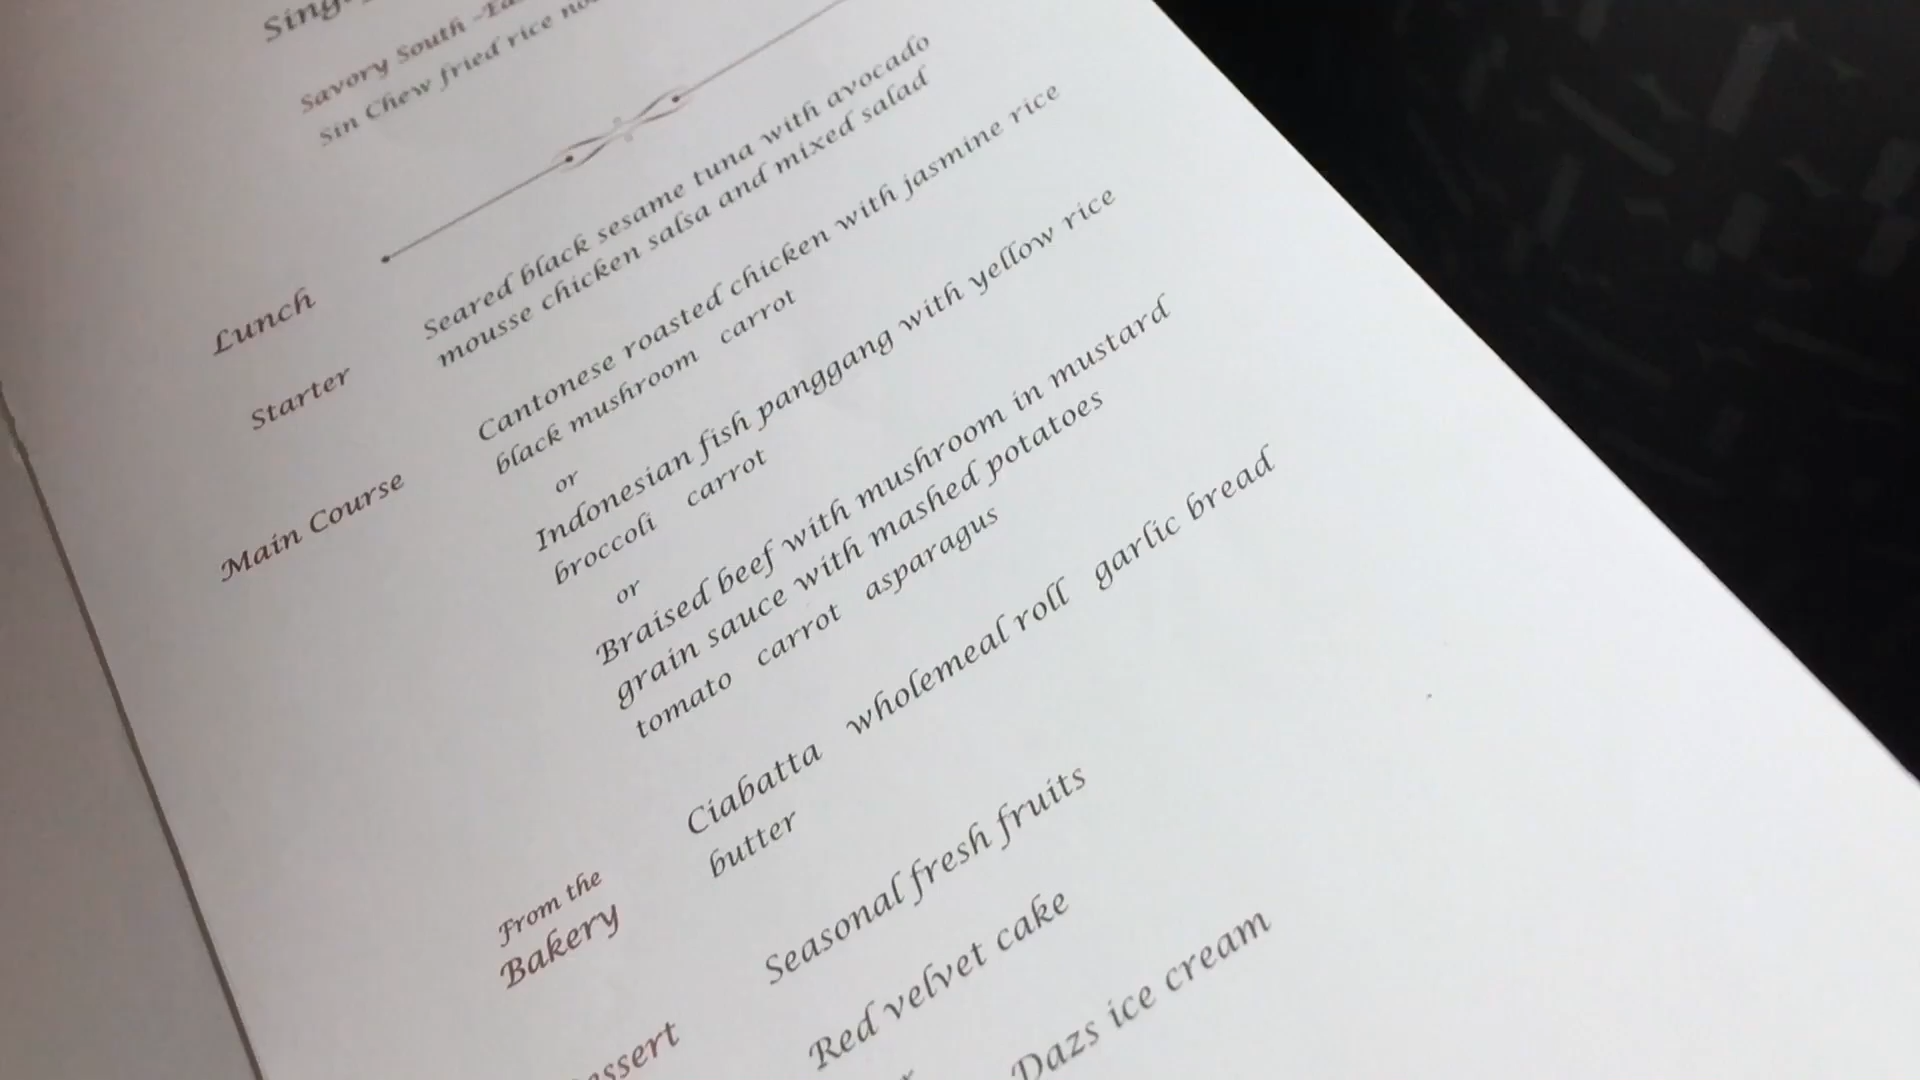 Savory South
Sin Chew fried rice
Lunch
Starter
Seared black sesame tuna with avocado
mousse chicken salsa and mixed salad
Main Course
Cantonese roasted chicken with jasmine rice
black mushroom carrot
or
Indonesian fish panggang with yellow rice
broccoli carrot
or
Braised beef with mushroom in mustard
grain sauce with mashed potatoes
tomato carrot asparagus
From the
Bakery
Ciabatta wholemeal roll garlic bread
butter
Seasonal fresh fruits
Red velvet cake
Dazs ice cream